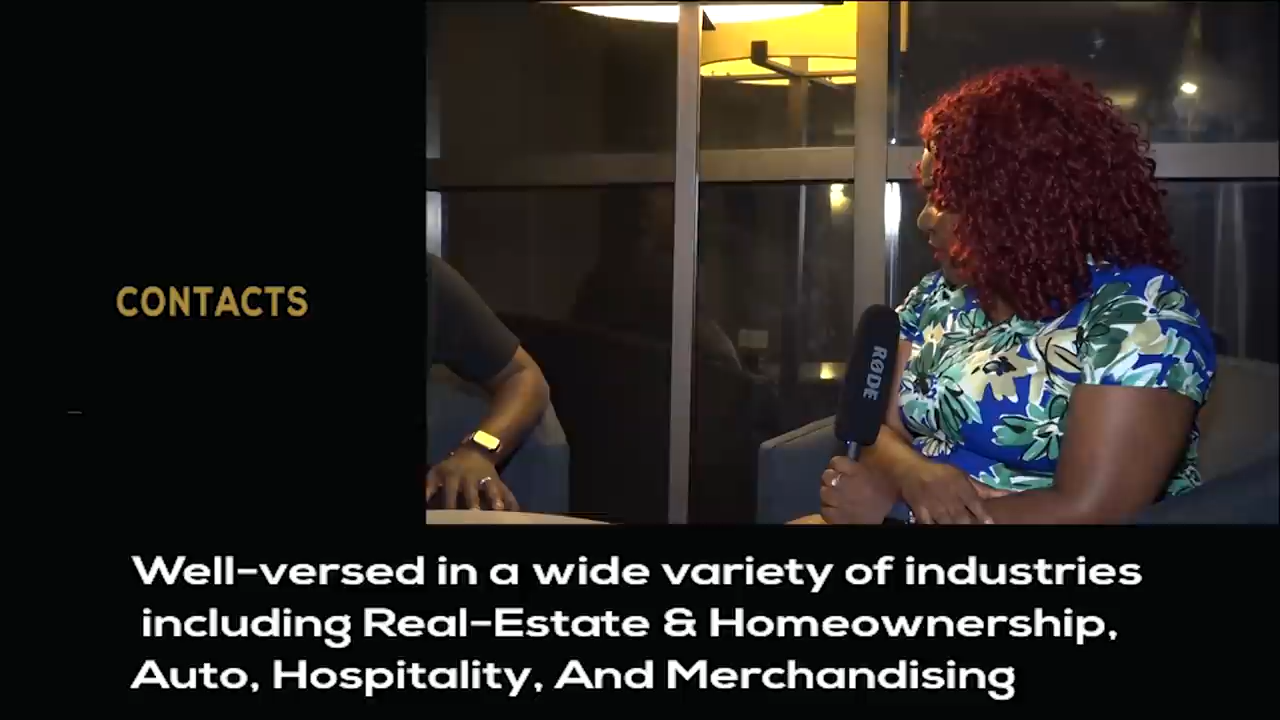 CONTACTS
RØDE
Well-versed in a wide variety of industries
including Real-Estate & Homeownership,
Auto, Hospitality, And Merchandising